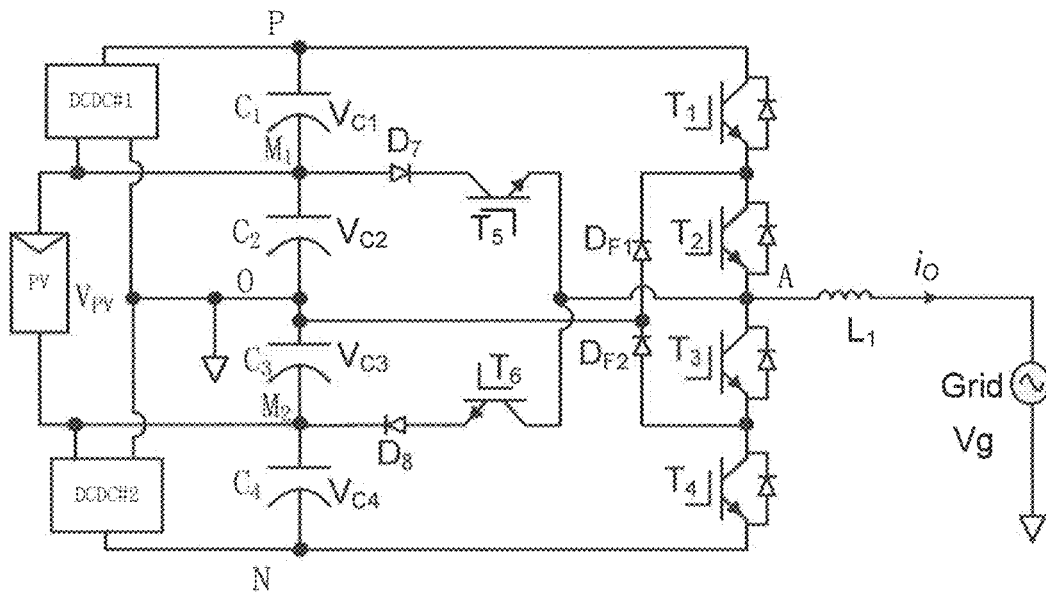 P
DCDC#1
C1
VC1
T1
M1
D7
T5
C2
VC2
DF1
T2
PV
VPV
O
A
iO
L1
C3
VC3
T6
DF2
T3
Grid
Vg
M2
D8
DCDC#2
C4
VC4
T4
N